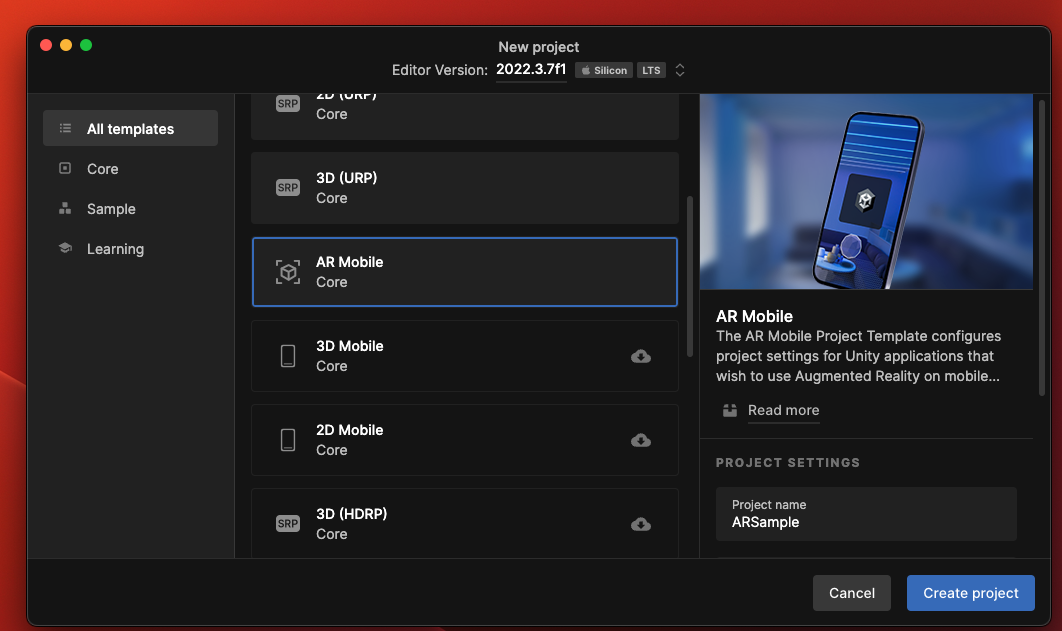 New project
Editor Version: 2022.3.7f1 Silicon LTS
All templates
Core
Sample
Learning
SRP
2D (URP)
Core
SRP
3D (URP)
Core
AR Mobile
Core
3D Mobile
Core
2D Mobile
Core
SRP
3D (HDRP)
Core
AR Mobile
The AR Mobile Project Template configures
project settings for Unity applications that
wish to use Augmented Reality on mobile...
Read more
PROJECT SETTINGS
Project name
ARSample
Cancel
Create project